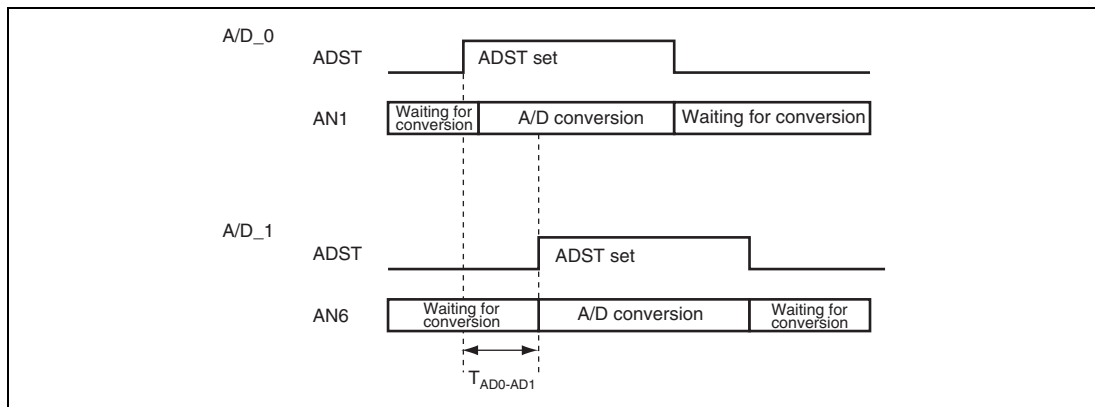 A/D_0
ADST
ADST set
AN1
Waiting for
conversion
A/D conversion
Waiting for conversion
A/D_1
ADST
ADST set
AN6
Waiting for
conversion
A/D conversion
Waiting for
conversion
TAD0-AD1